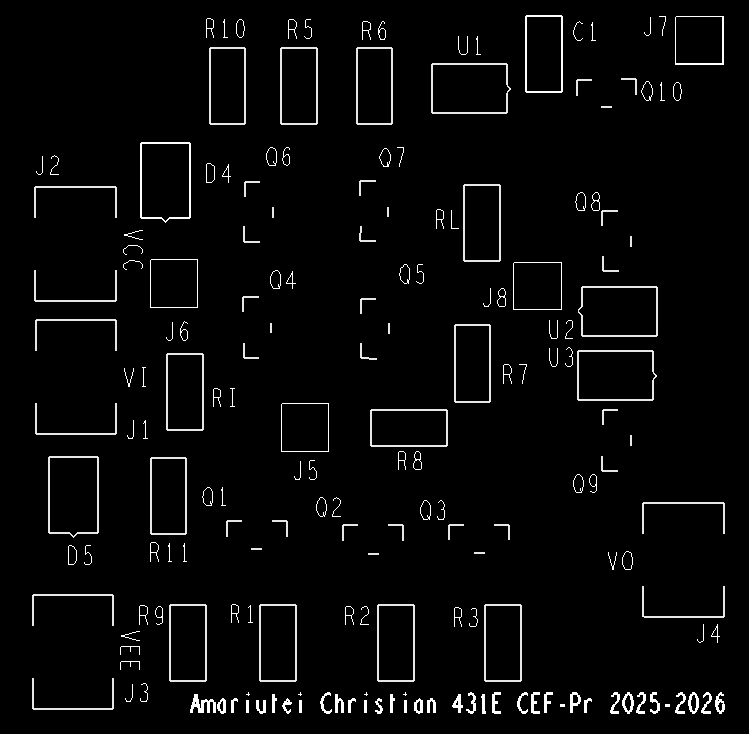 R10 R5 R6 U1 C1 J7
Q10
J2 D4 Q6 Q7
RL Q8
VCC
Q4 Q5
J8
J6 U2
U3
VI RI R7
J1
J5 R8
Q1 Q2 Q3 Q9
D5 R11
VO
R9 R1 R2 R3
J4
VEE
J3
Amariutei Christian 431E CEF-Pr 2025-2026